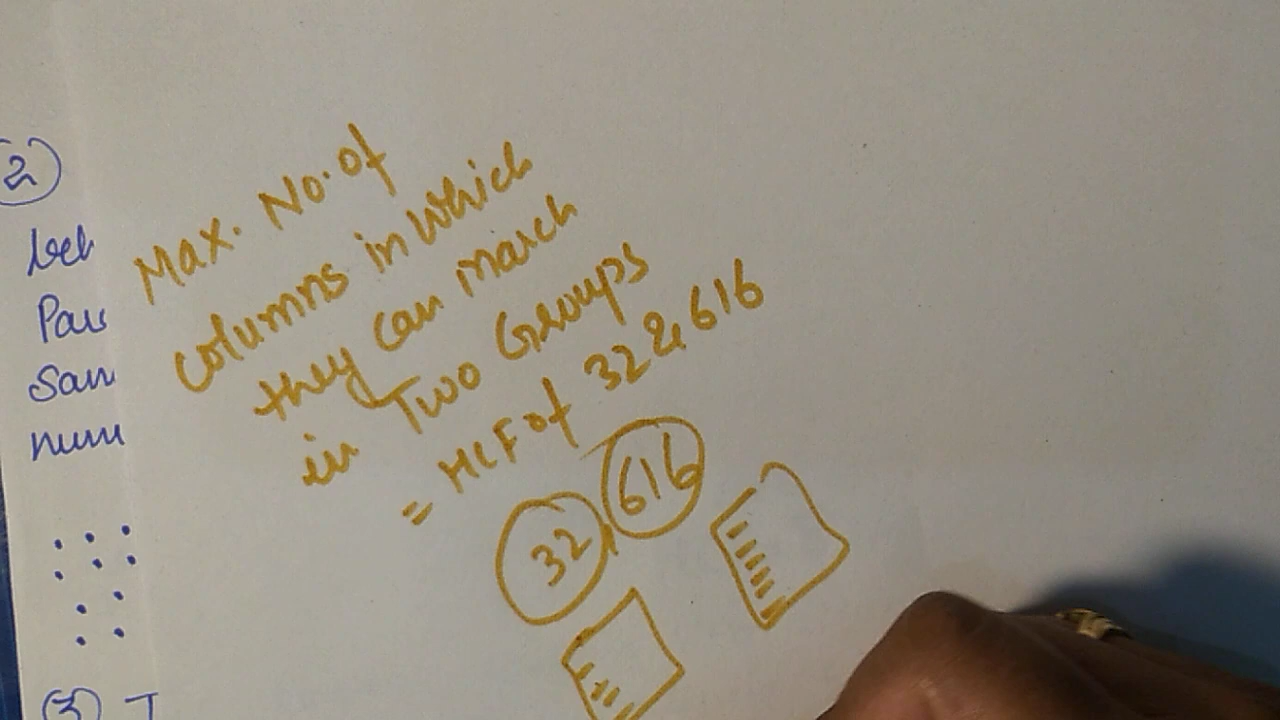 (2)
Max. No. of
columns in which
they can march
in Two Groups
= HCF of 32 & 616
32, 616
(3) T